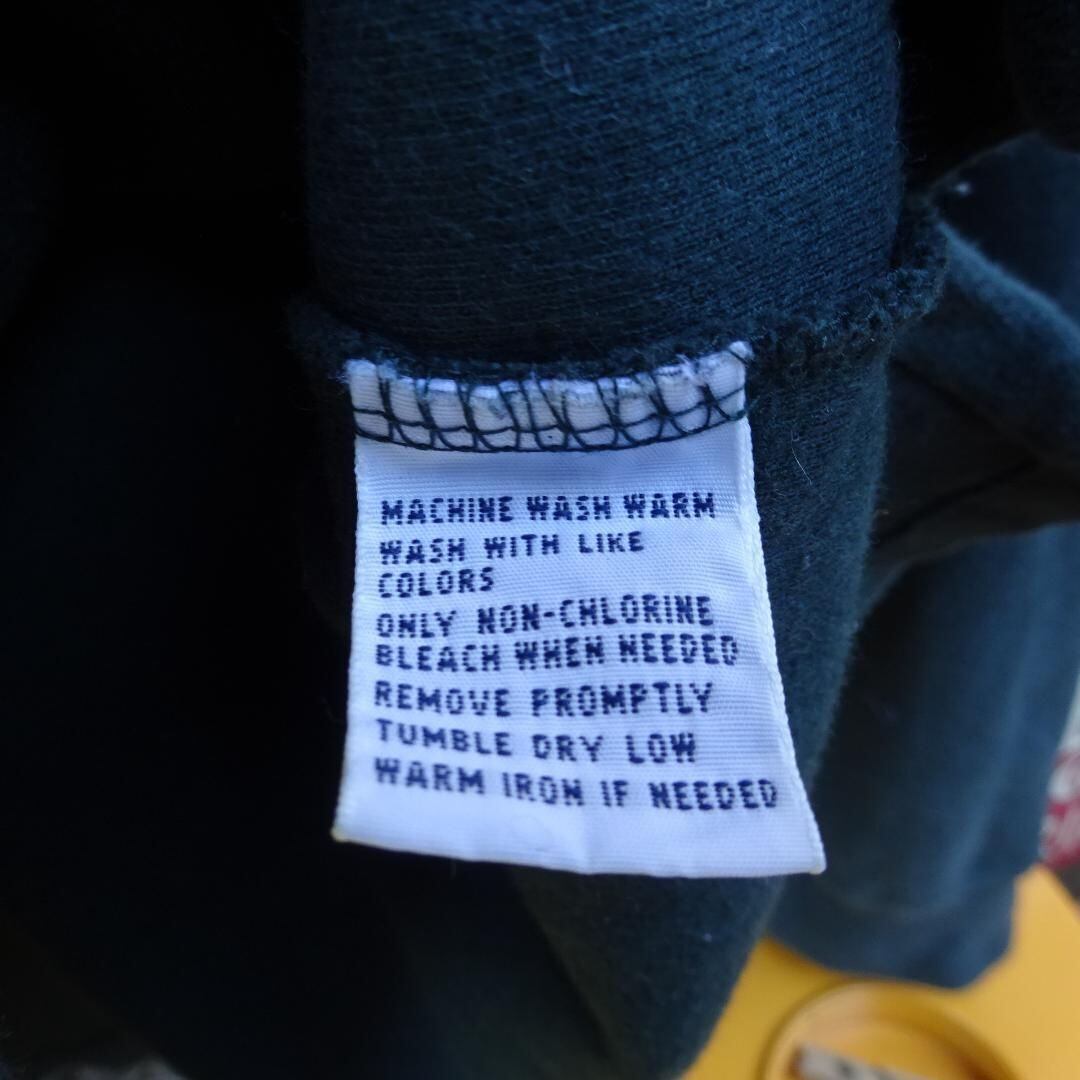 MACHINE WASH WARM
WASH WITH LIKE
COLORS
ONLY NON-CHLORINE
BLEACH WHEN NEEDED
REMOVE PROMPTLY
TUMBLE DRY LOW
WARM IRON IF NEEDED